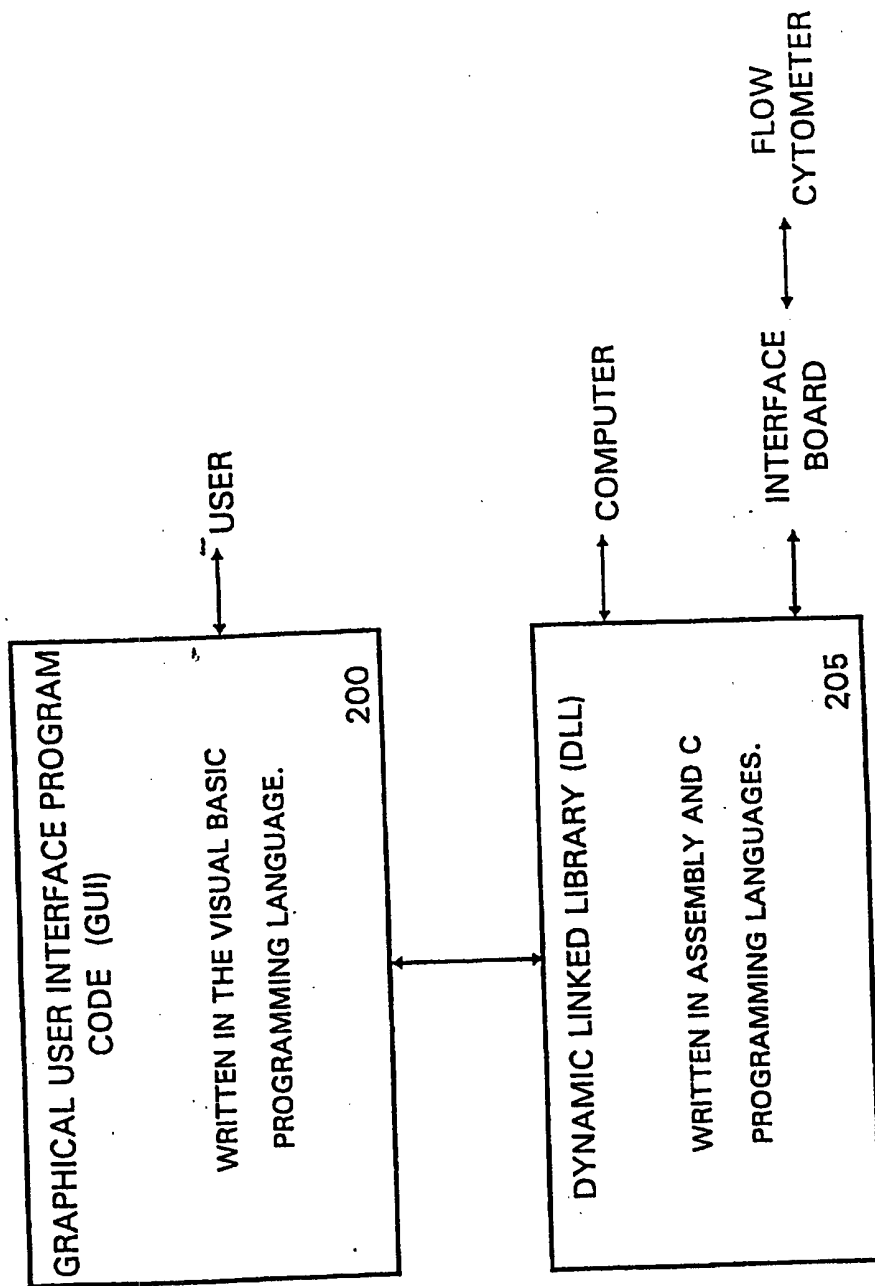 GRAPHICAL USER INTERFACE PROGRAM
CODE (GUI)
WRITTEN IN THE VISUAL BASIC
PROGRAMMING LANGUAGE.
200
USER
DYNAMIC LINKED LIBRARY (DLL)
WRITTEN IN ASSEMBLY AND C
PROGRAMMING LANGUAGES.
205
COMPUTER
INTERFACE
BOARD
FLOW
CYTOMETER